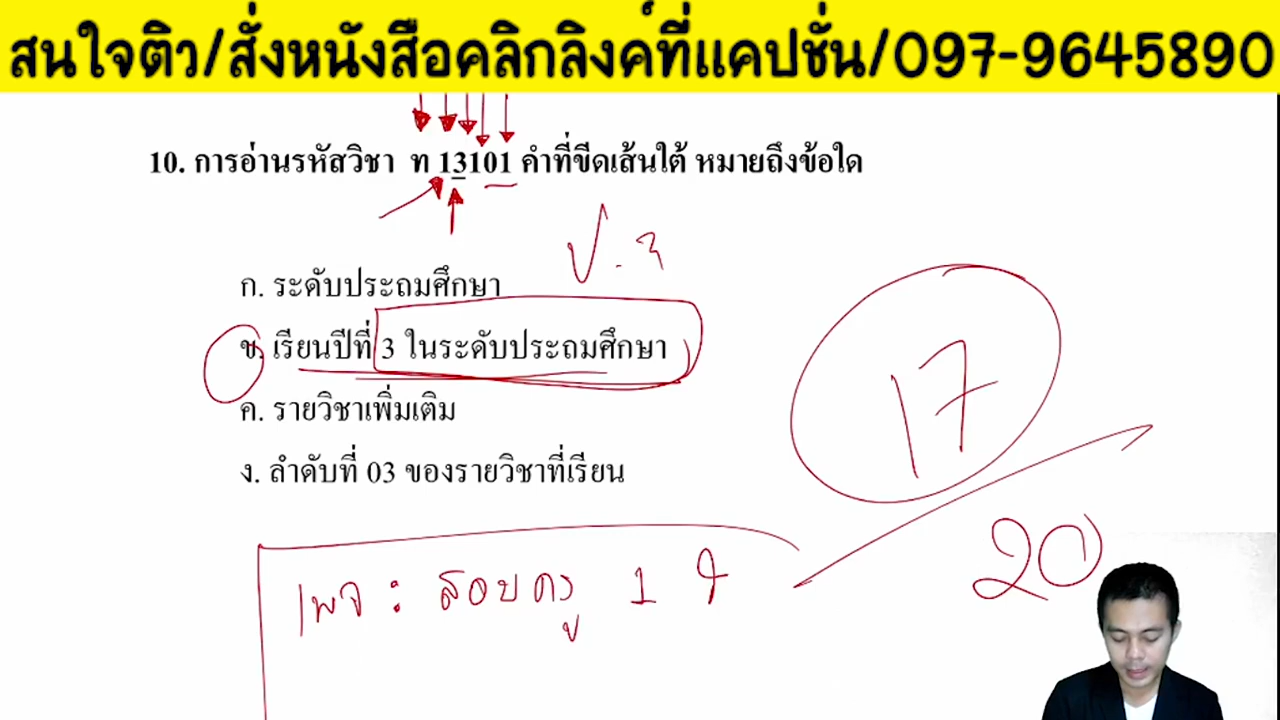 สนใจติว/สั่งหนังสือคลิกลิงค์ที่แคปชั่น/097-9645890
10. การอ่านรหัสวิชา ท 13101 คำที่ขีดเส้นใต้ หมายถึงข้อใด
ป.3
ก. ระดับประถมศึกษา
ข. เรียนปีที่ 3 ในระดับประถมศึกษา
ค. รายวิชาเพิ่มเติม
ง. ลำดับที่ 03 ของรายวิชาที่เรียน
17
20
เพจ : สอบครู 1